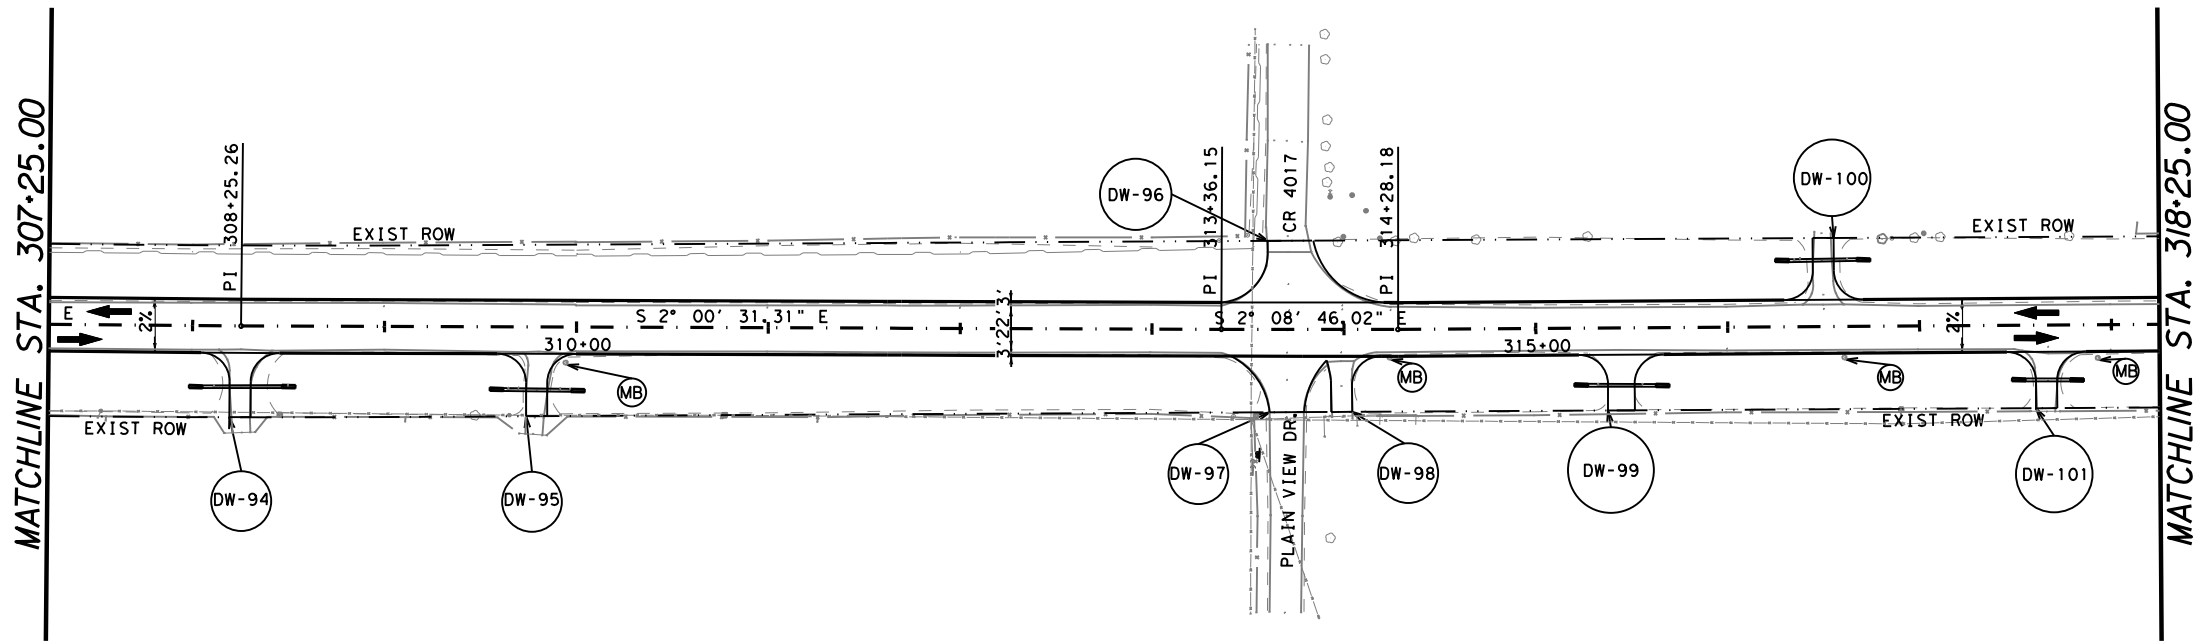 MATCHLINE STA. 307+25.00
PI 308+25.26
EXIST ROW
DW-96
PI 313+36.15
CR 4017
PI 314+28.18
DW-100
EXIST ROW
MATCHLINE STA. 318+25.00
E
2%
S 2° 00' 31.31" E
3'
22'
3'
S 2° 08' 46.02" E
2%
310+00
315+00
MB
MB
MB
MB
EXIST ROW
EXIST ROW
DW-94
DW-95
DW-97
PLAIN VIEW DR.
DW-98
DW-99
DW-101